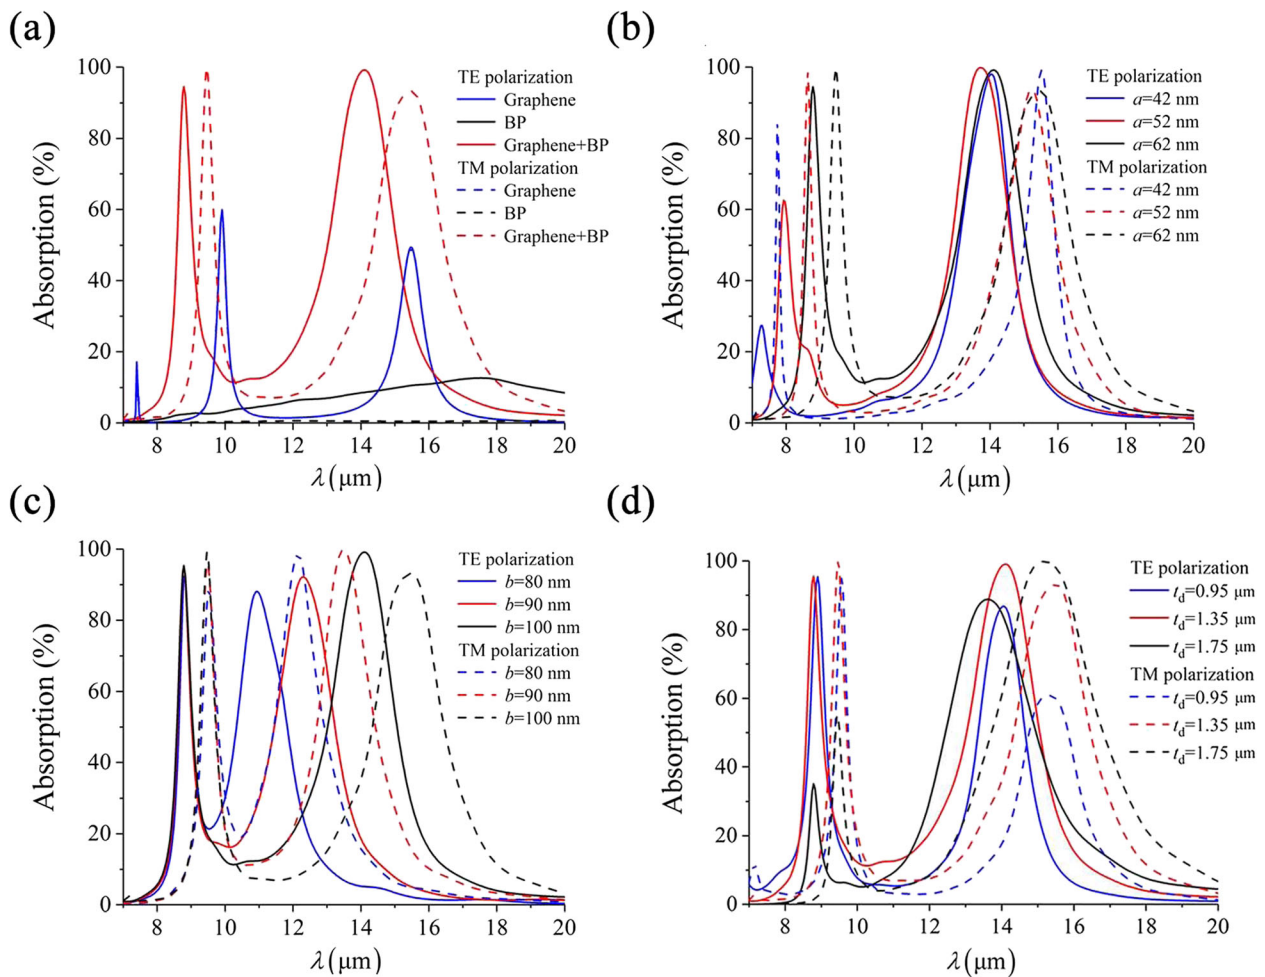 (a)
Absorption (%)
100
80
60
40
20
0
8 10 12 14 16 18 20
λ (μm)
TE polarization
Graphene
BP
Graphene+BP
TM polarization
Graphene
BP
Graphene+BP
(b)
Absorption (%)
100
80
60
40
20
0
8 10 12 14 16 18 20
λ (μm)
TE polarization
a=42 nm
a=52 nm
a=62 nm
TM polarization
a=42 nm
a=52 nm
a=62 nm
(c)
Absorption (%)
100
80
60
40
20
0
8 10 12 14 16 18 20
λ (μm)
TE polarization
b=80 nm
b=90 nm
b=100 nm
TM polarization
b=80 nm
b=90 nm
b=100 nm
(d)
Absorption (%)
100
80
60
40
20
0
8 10 12 14 16 18 20
λ (μm)
TE polarization
td=0.95 μm
td=1.35 μm
td=1.75 μm
TM polarization
td=0.95 μm
td=1.35 μm
td=1.75 μm